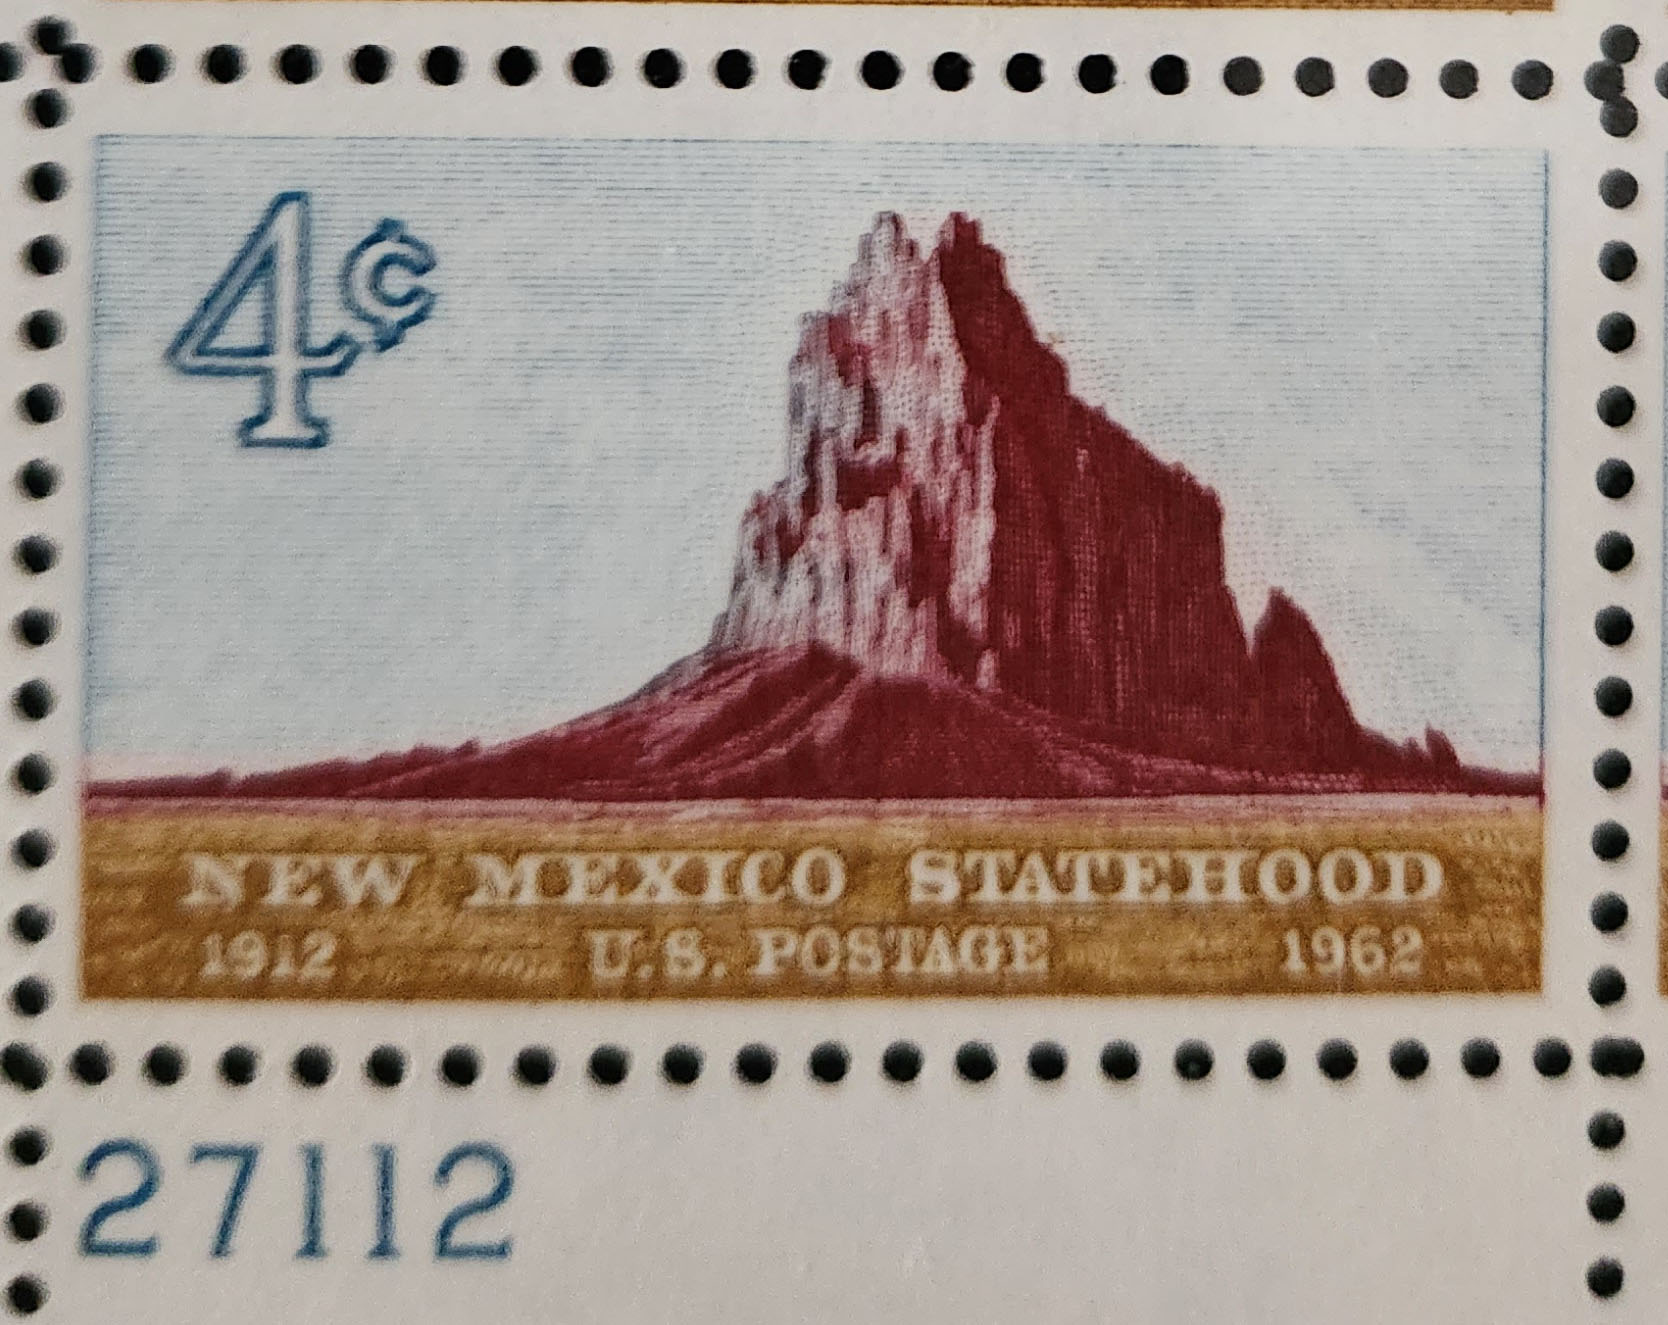 4¢
NEW MEXICO STATEHOOD
1912 U.S. POSTAGE 1962
27112